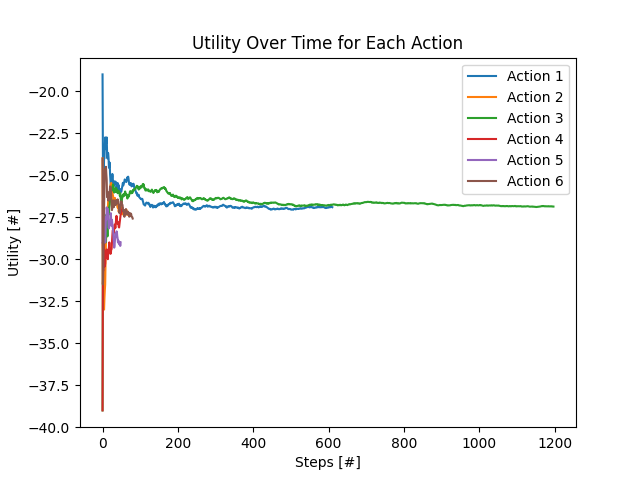 Utility Over Time for Each Action
−20.0
−22.5
−25.0
−27.5
−30.0
−32.5
−35.0
−37.5
−40.0
Utility [#]
Action 1
Action 2
Action 3
Action 4
Action 5
Action 6
0 200 400 600 800 1000 1200
Steps [#]